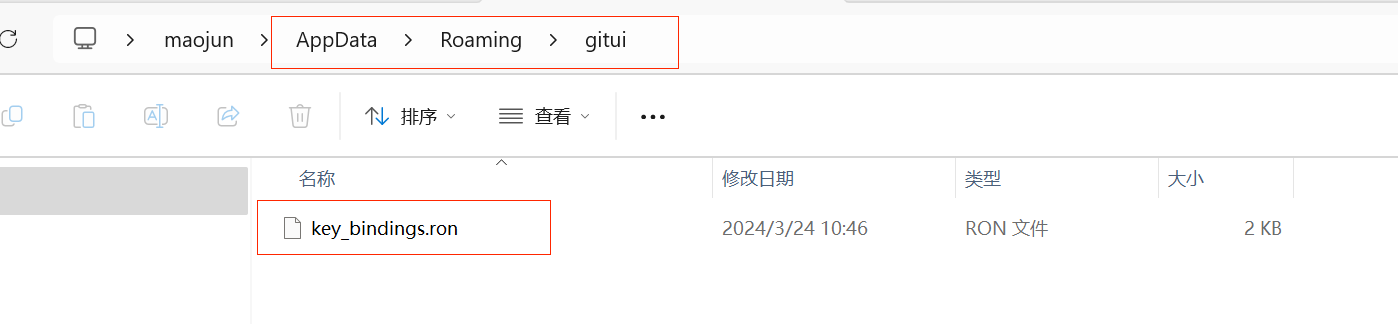 maojun > AppData > Roaming > gitui
排序 查看
名称 修改日期 类型 大小
key_bindings.ron 2024/3/24 10:46 RON 文件 2 KB